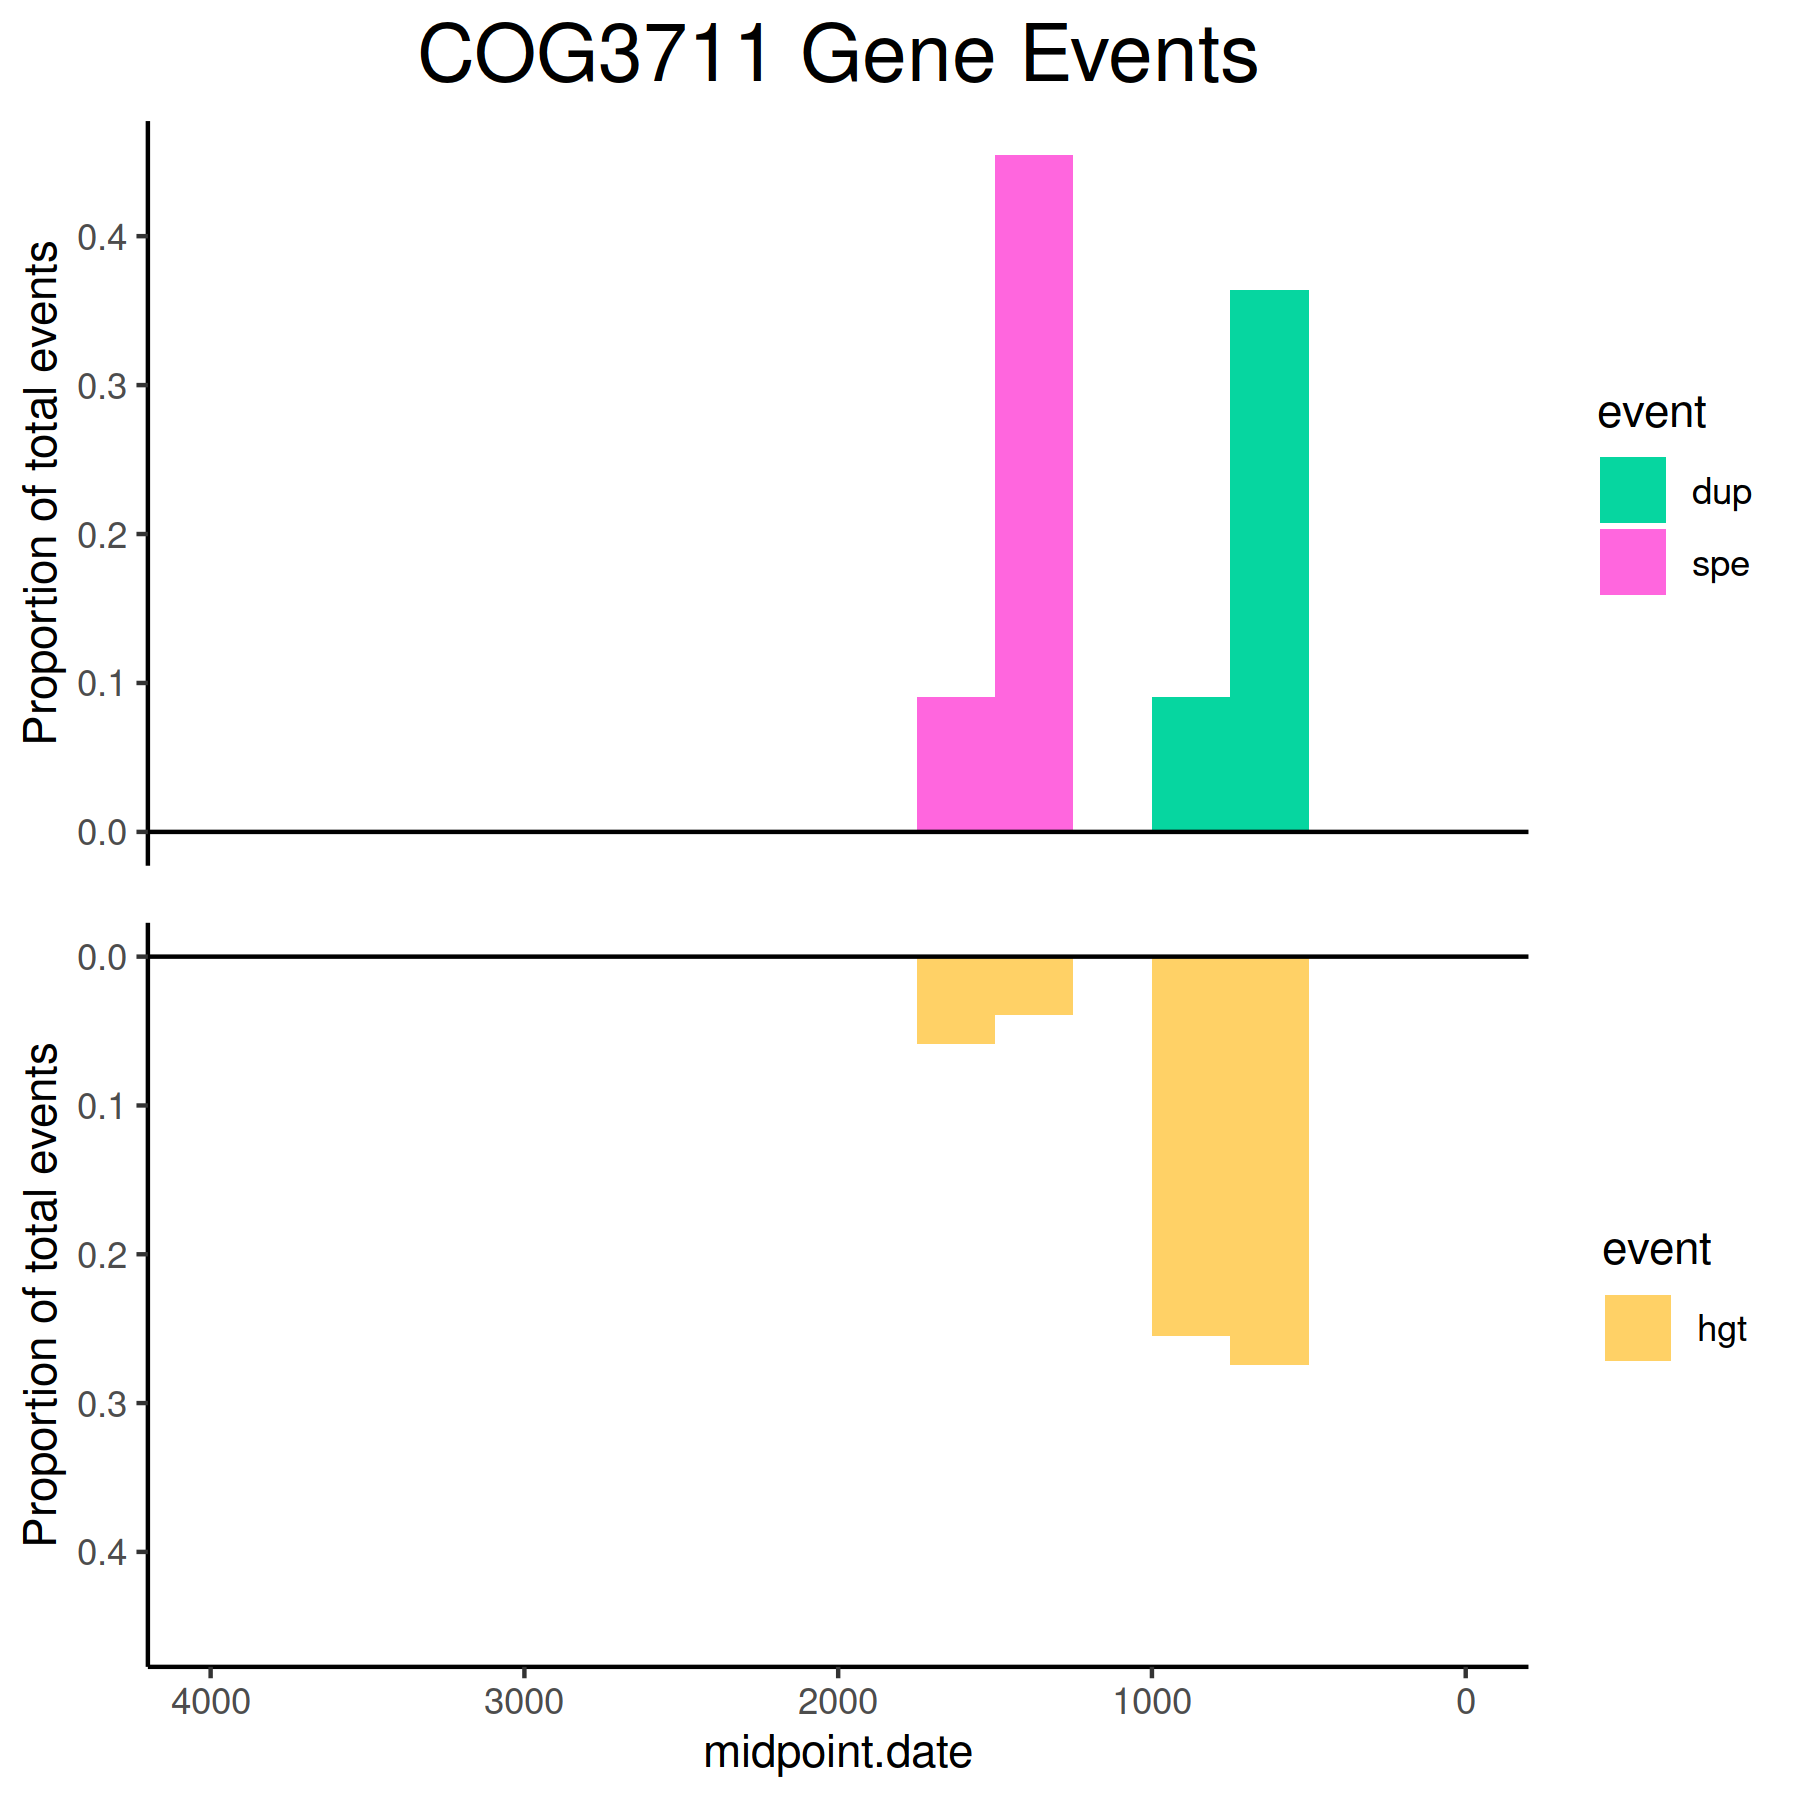 COG3711 Gene Events
Proportion of total events
0.4
0.3
0.2
0.1
0.0
event
dup
spe
Proportion of total events
0.0
0.1
0.2
0.3
0.4
event
hgt
4000 3000 2000 1000 0
midpoint.date